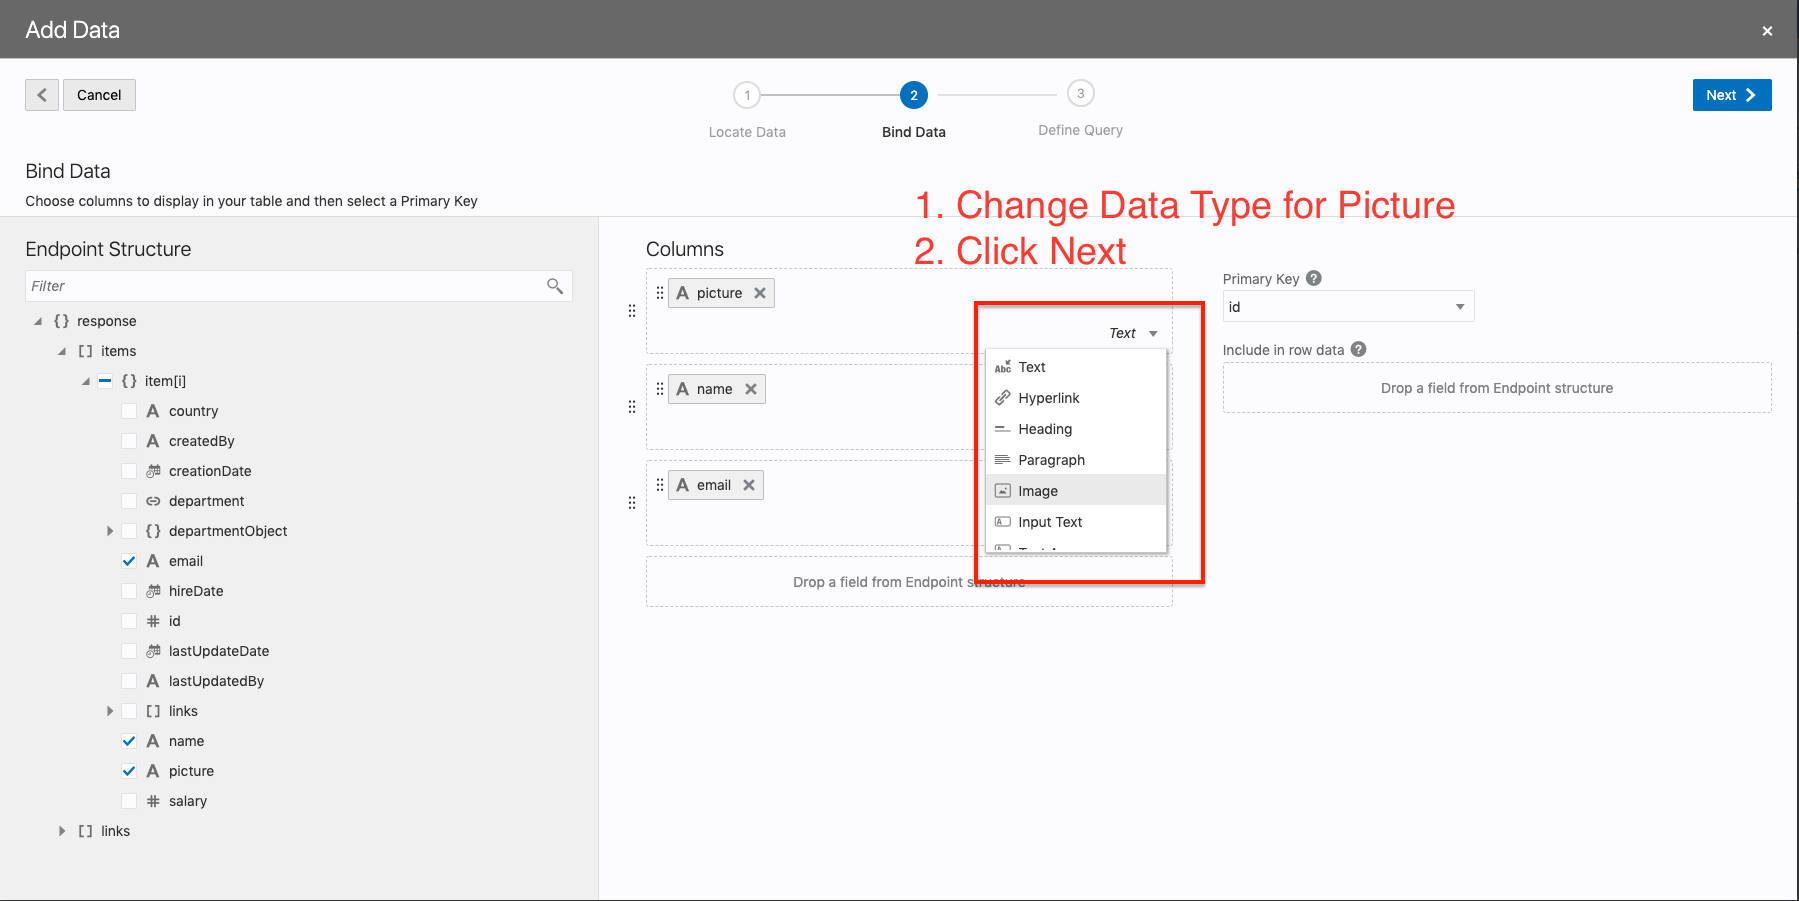 Add Data
Cancel
1
2
3
Next
Locate Data
Bind Data
Define Query
Bind Data
Choose columns to display in your table and then select a Primary Key
1. Change Data Type for Picture
2. Click Next
Endpoint Structure
Filter
response
items
item[i]
country
createdBy
creationDate
department
departmentObject
email
hireDate
id
lastUpdateDate
lastUpdatedBy
links
name
picture
salary
links
Columns
picture
Text
name
email
Drop a field from Endpoint structure
Abc Text
Hyperlink
Heading
Paragraph
Image
Input Text
Primary Key
id
Include in row data
Drop a field from Endpoint structure